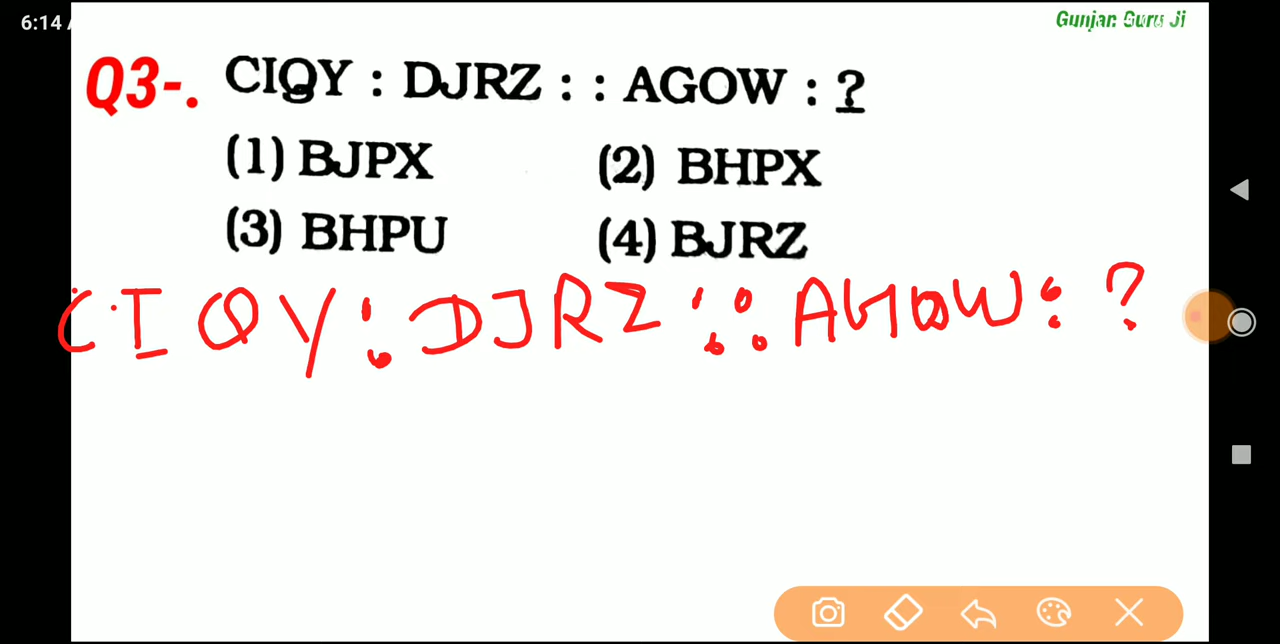 6:14
Gunjan Guru Ji
Q3-. CIQY : DJRZ : : AGOW : ?
(1) BJPX (2) BHPX
(3) BHPU (4) BJRZ
CIQY : DJRZ :: AGOW : ?